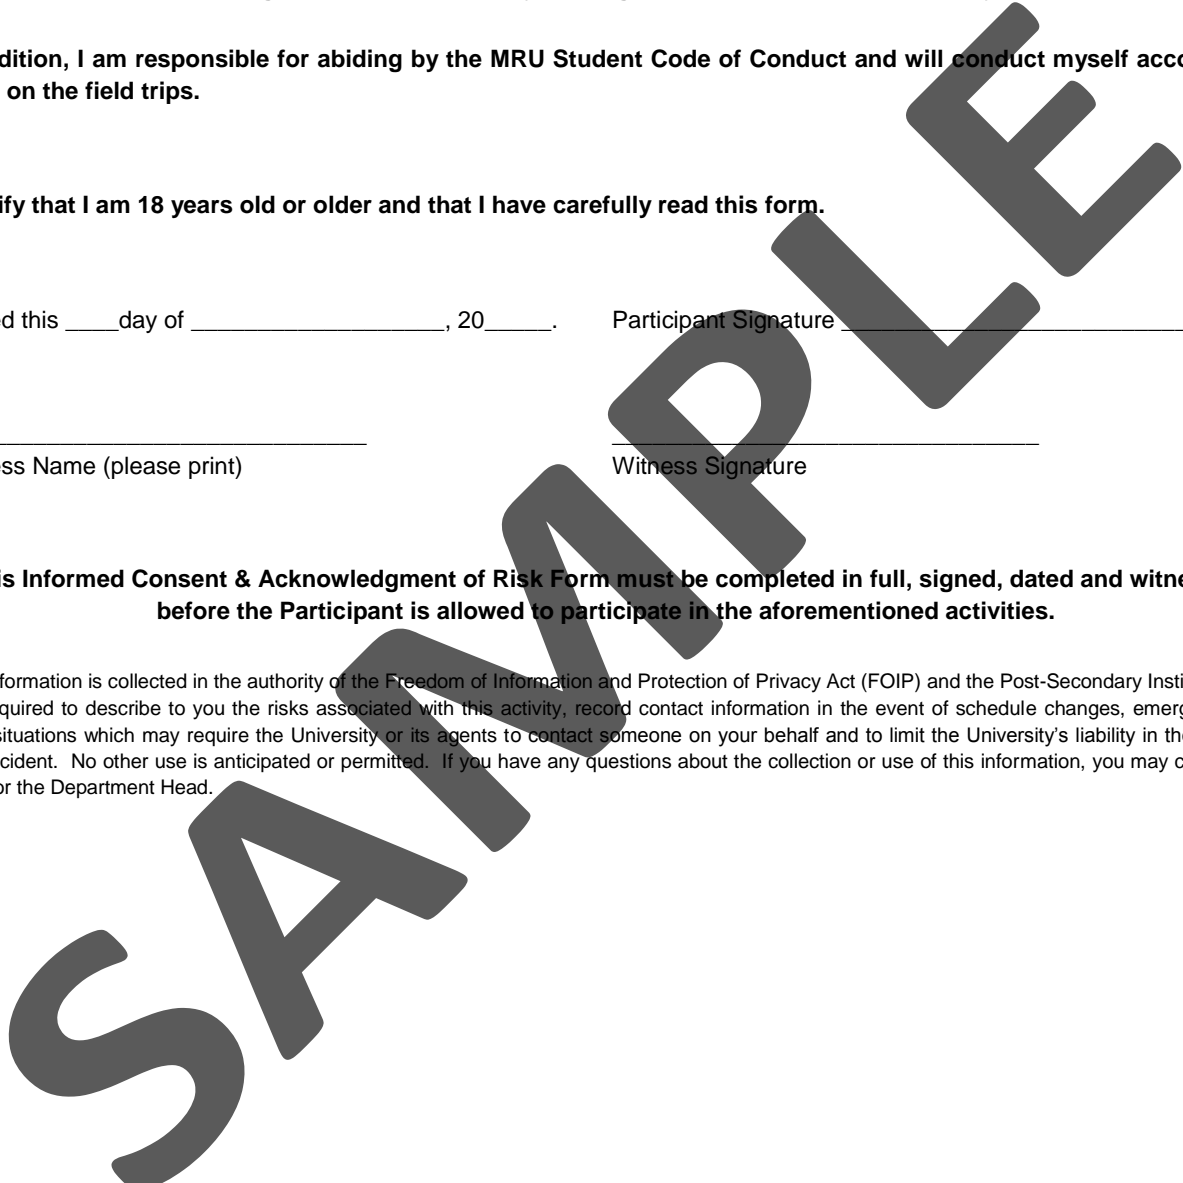 dition, I am responsible for abiding by the MRU Student Code of Conduct and will conduct myself acco
on the field trips.
ify that I am 18 years old or older and that I have carefully read this form.
d this ____day of ___________________, 20_____. Participant Signature __________________________
____________________________ ________________________________
ess Name (please print) Witness Signature
is Informed Consent & Acknowledgment of Risk Form must be completed in full, signed, dated and witne
before the Participant is allowed to participate in the aforementioned activities.
formation is collected in the authority of the Freedom of Information and Protection of Privacy Act (FOIP) and the Post-Secondary Insti
quired to describe to you the risks associated with this activity, record contact information in the event of schedule changes, emerg
situations which may require the University or its agents to contact someone on your behalf and to limit the University's liability in the
cident. No other use is anticipated or permitted. If you have any questions about the collection or use of this information, you may c
or the Department Head.
SAMPLE